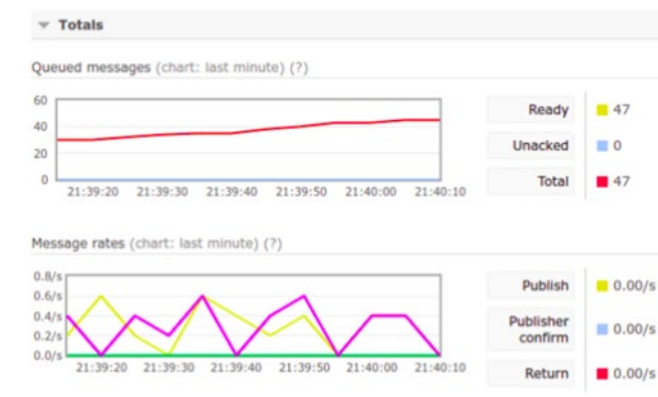 Totals
Queued messages (chart: last minute) (?)
60
40
20
0
21:39:20 21:39:30 21:39:40 21:39:50 21:40:00 21:40:10
Ready 47
Unacked 0
Total 47
Message rates (chart: last minute) (?)
0.8/s
0.6/s
0.4/s
0.2/s
0.0/s
21:39:20 21:39:30 21:39:40 21:39:50 21:40:00 21:40:10
Publish 0.00/s
Publisher
confirm 0.00/s
Return 0.00/s